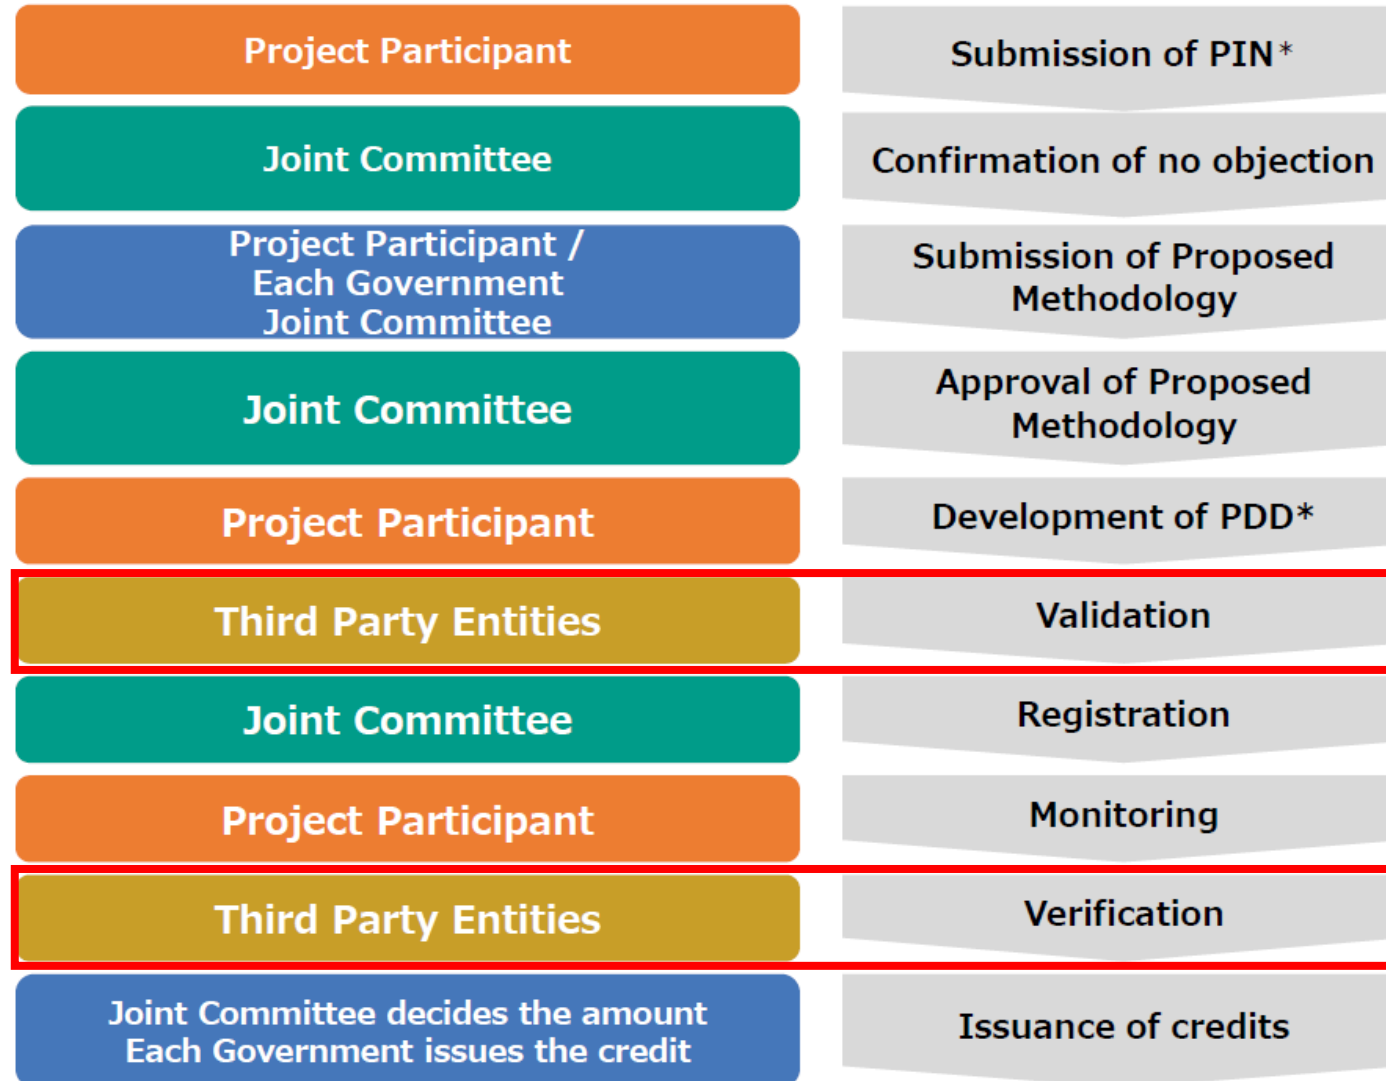 Project Participant
Submission of PIN*
Joint Committee
Confirmation of no objection
Project Participant /
Each Government
Joint Committee
Submission of Proposed
Methodology
Joint Committee
Approval of Proposed
Methodology
Project Participant
Development of PDD*
Third Party Entities
Validation
Joint Committee
Registration
Project Participant
Monitoring
Third Party Entities
Verification
Joint Committee decides the amount
Each Government issues the credit
Issuance of credits